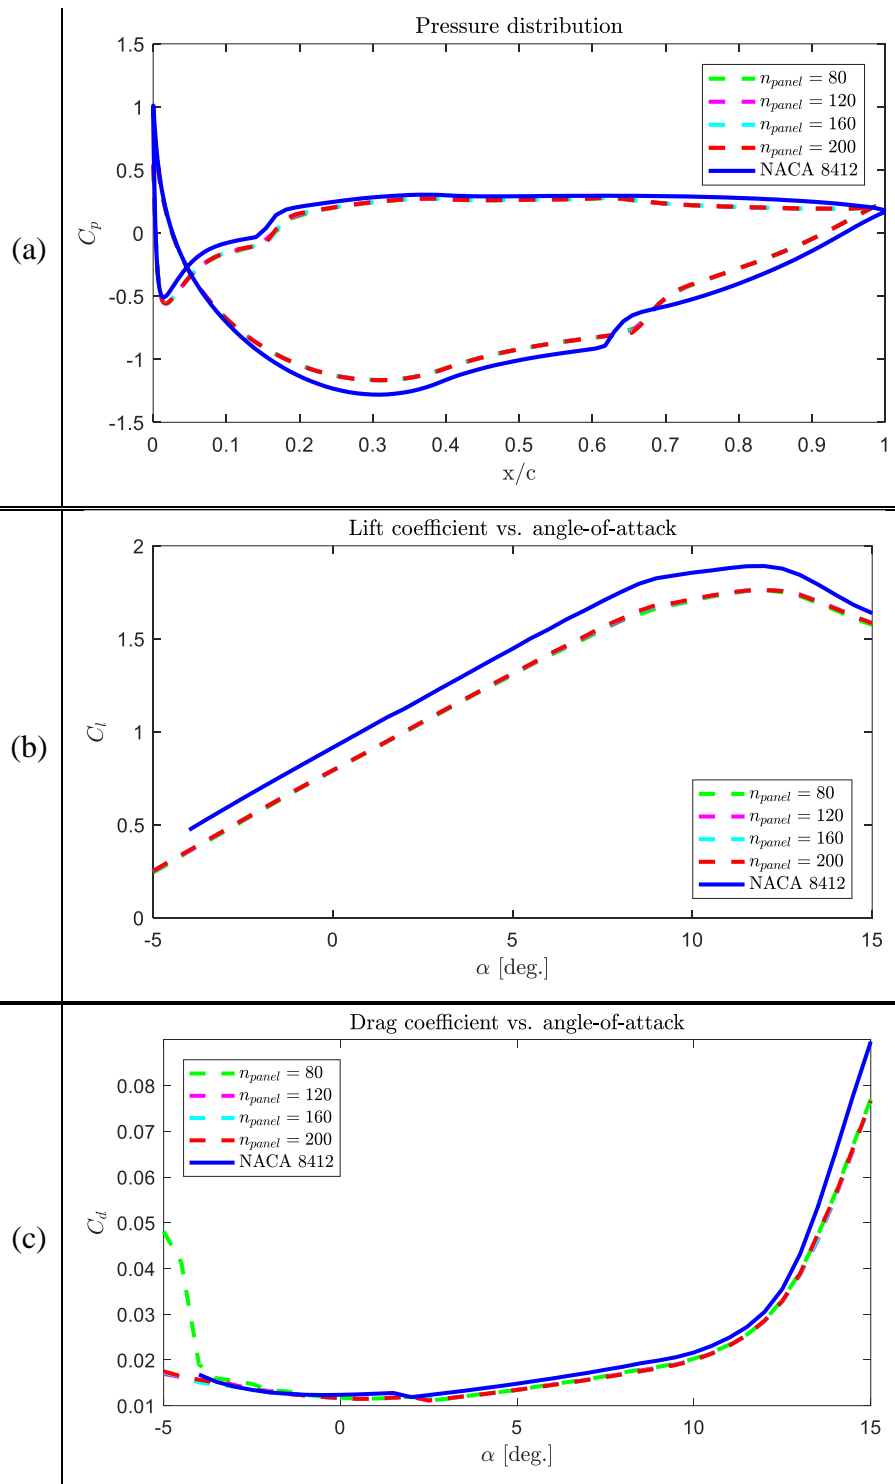 Pressure distribution
1.5
1
0.5
0
-0.5
-1
-1.5
C_p
n_panel = 80
n_panel = 120
n_panel = 160
n_panel = 200
NACA 8412
(a)
0 0.1 0.2 0.3 0.4 0.5 0.6 0.7 0.8 0.9 1
x/c
Lift coefficient vs. angle-of-attack
2
1.5
1
0.5
0
C_l
(b)
n_panel = 80
n_panel = 120
n_panel = 160
n_panel = 200
NACA 8412
-5 0 5 10 15
α [deg.]
Drag coefficient vs. angle-of-attack
0.08
0.07
0.06
0.05
0.04
0.03
0.02
0.01
C_d
n_panel = 80
n_panel = 120
n_panel = 160
n_panel = 200
NACA 8412
(c)
-5 0 5 10 15
α [deg.]